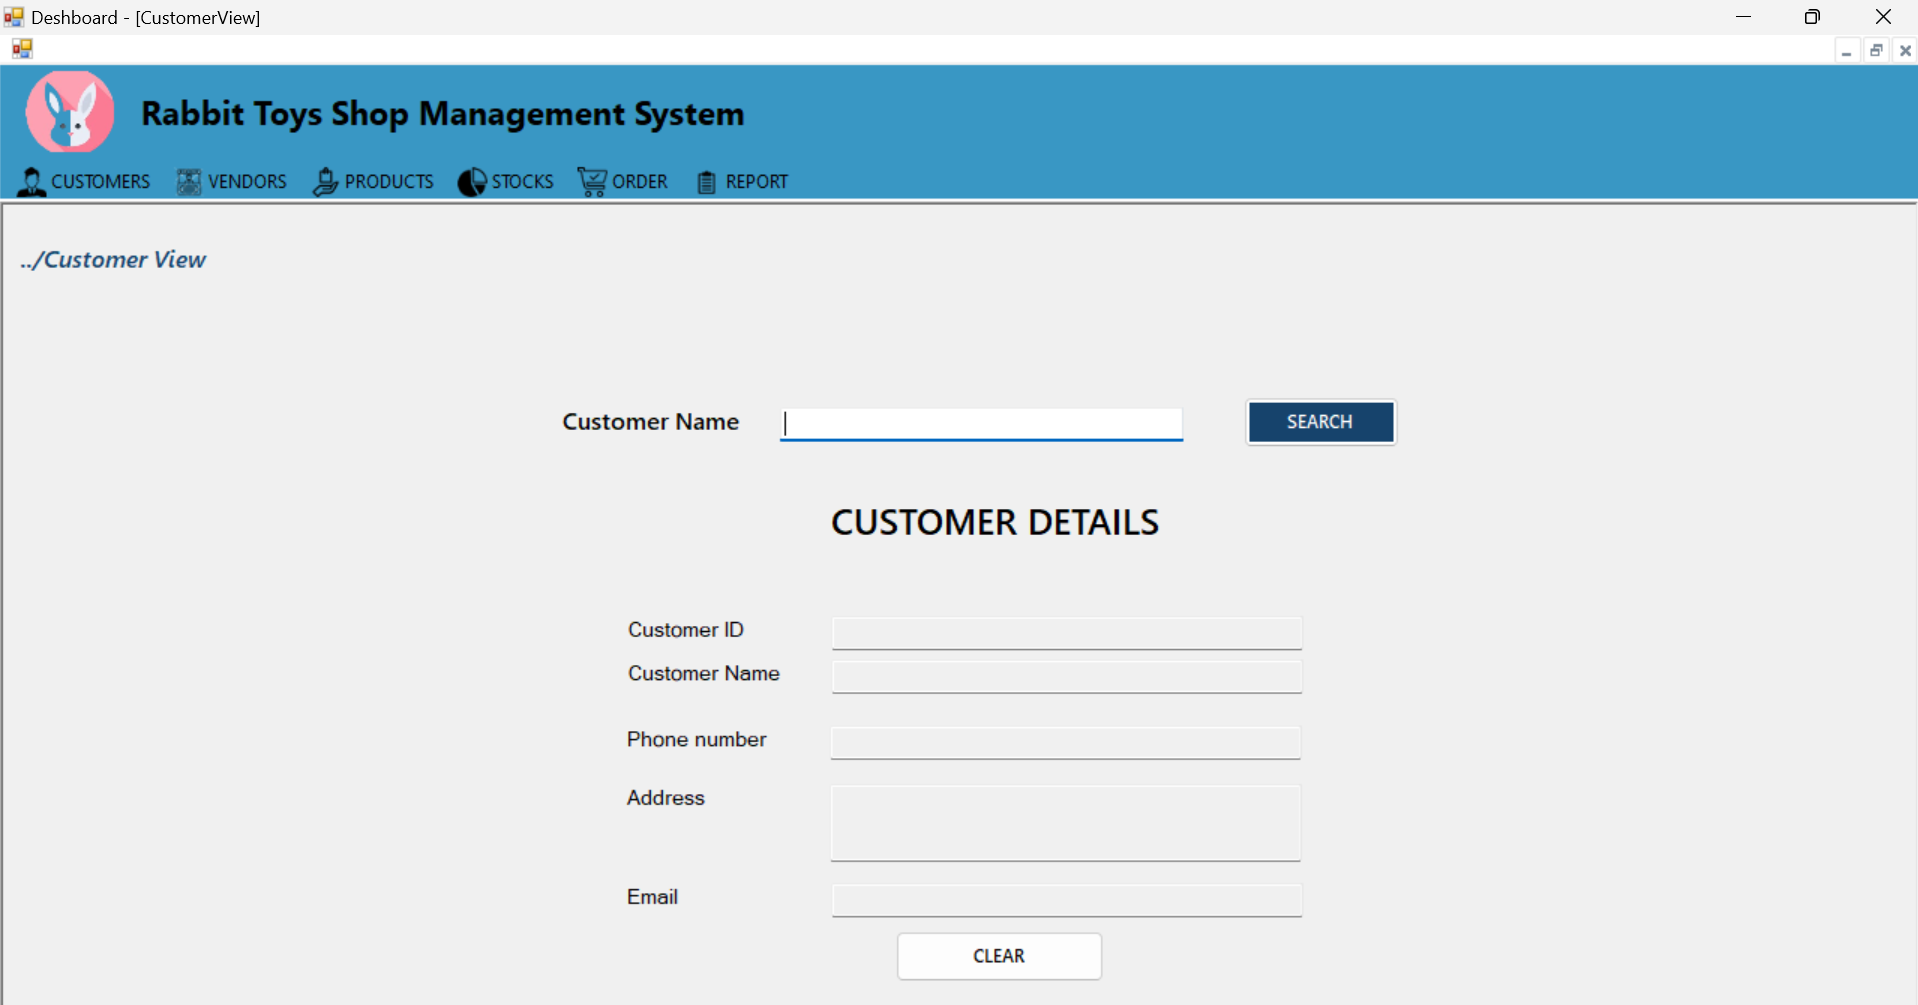 Deshboard - [CustomerView]
Rabbit Toys Shop Management System
CUSTOMERS VENDORS PRODUCTS STOCKS ORDER REPORT
../Customer View
Customer Name SEARCH
CUSTOMER DETAILS
Customer ID
Customer Name
Phone number
Address
Email
CLEAR